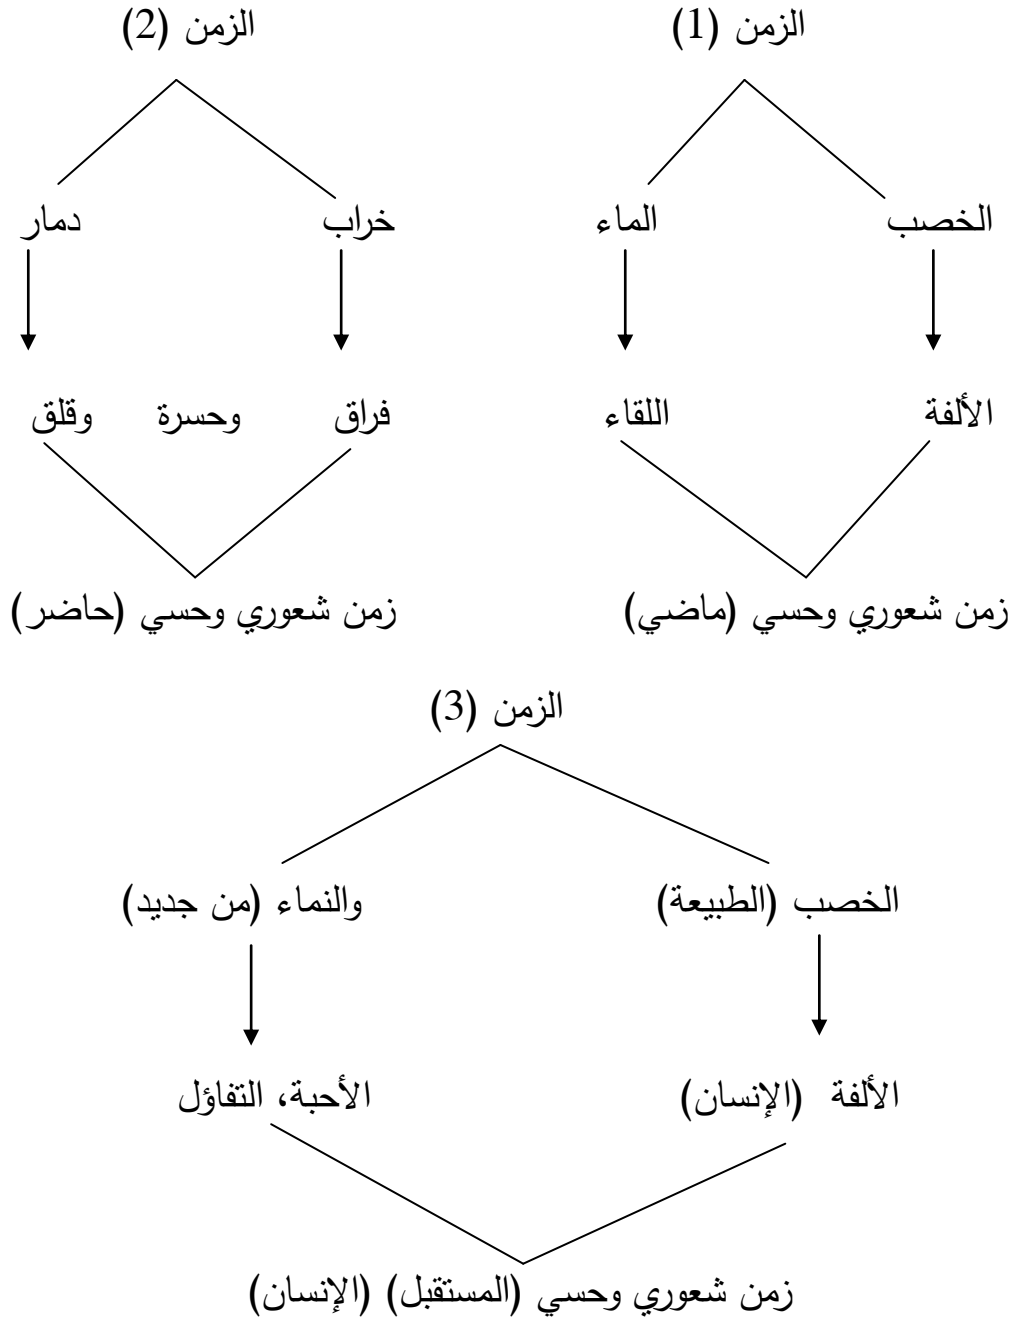 الزمن (1)
الزمن (2)
الخصب الماء
خراب دمار
الألفة اللقاء
فراق وحسرة وقلق
زمن شعوري وحسي (ماضي)
زمن شعوري وحسي (حاضر)
الزمن (3)
الخصب (الطبيعة) والنماء (من جديد)
الألفة (الإنسان) الأحبة، التفاؤل
زمن شعوري وحسي (المستقبل) (الإنسان)